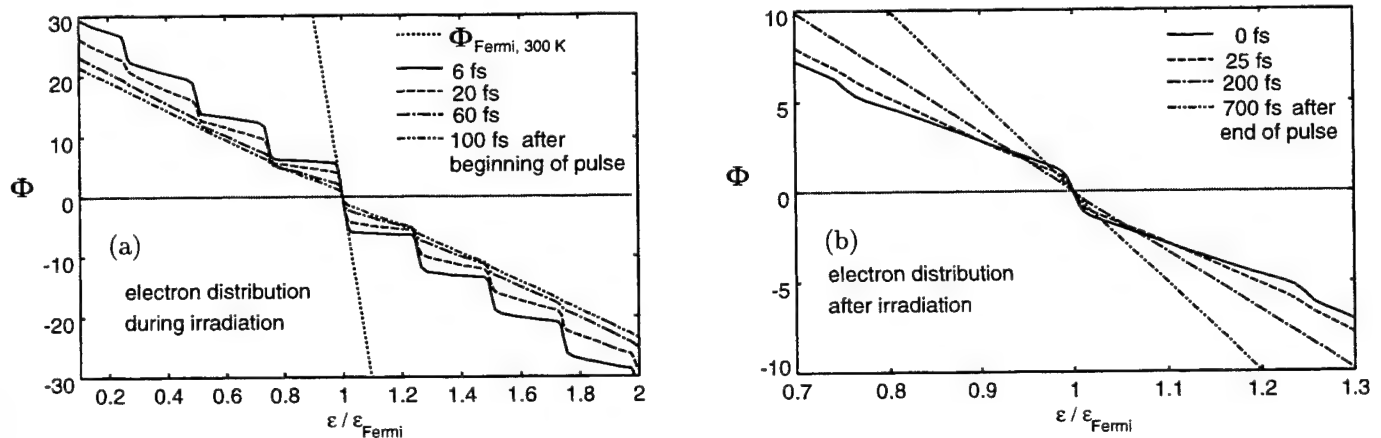 30
20
10
Φ
0
-10
-20
-30
Φ Fermi, 300 K
6 fs
20 fs
60 fs
100 fs after
beginning of pulse
(a)
electron distribution
during irradiation
0.2 0.4 0.6 0.8 1 1.2 1.4 1.6 1.8 2
ε / ε Fermi
10
5
Φ
0
-5
-10
0 fs
25 fs
200 fs
700 fs after
end of pulse
(b)
electron distribution
after irradiation
0.7 0.8 0.9 1 1.1 1.2 1.3
ε / ε Fermi